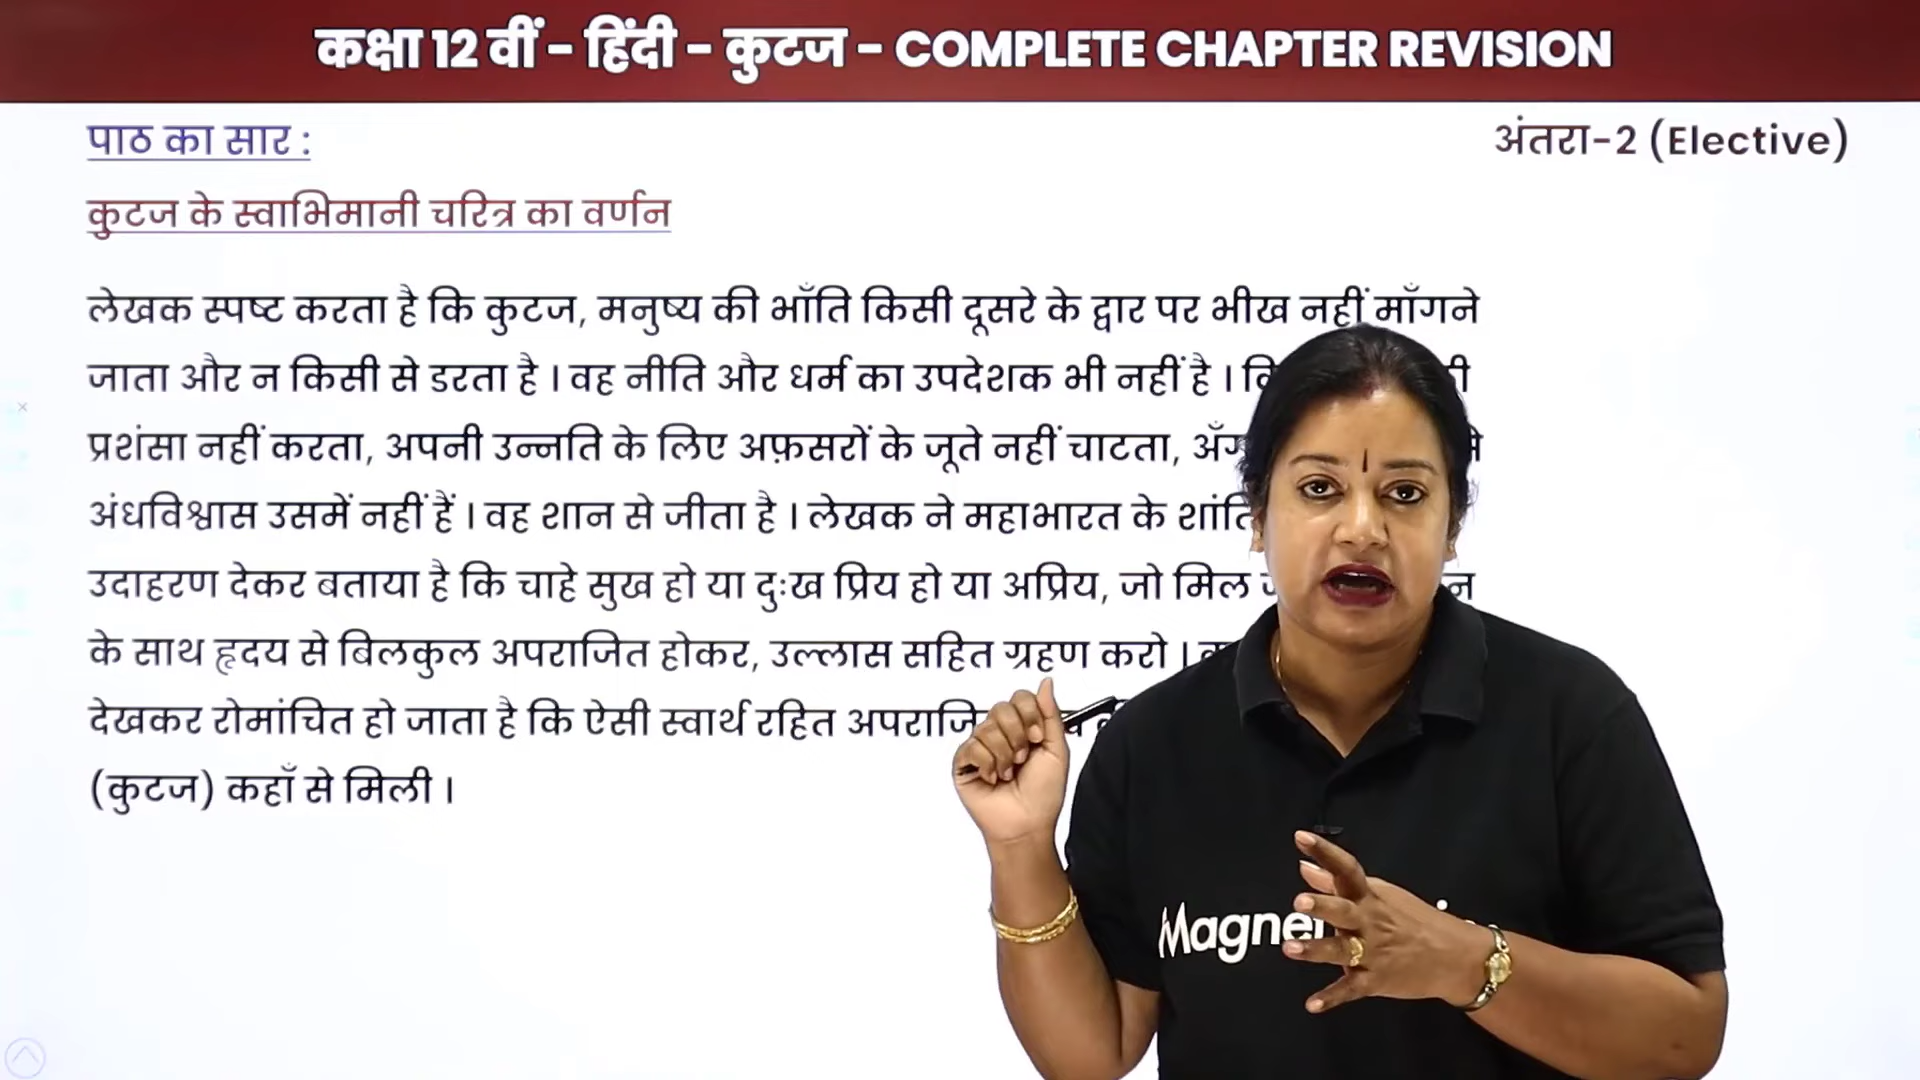 कक्षा 12 वीं - हिंदी - कुटज - COMPLETE CHAPTER REVISION
पाठ का सार :
अंतरा-2 (Elective)
कुटज के स्वाभिमानी चरित्र का वर्णन
लेखक स्पष्ट करता है कि कुटज, मनुष्य की भाँति किसी दूसरे के द्वार पर भीख नहीं माँगने
जाता और न किसी से डरता है । वह नीति और धर्म का उपदेशक भी नहीं है ।
प्रशंसा नहीं करता, अपनी उन्नति के लिए अफ़सरों के जूते नहीं चाटता,
अंधविश्वास उसमें नहीं हैं । वह शान से जीता है । लेखक ने महाभारत के
उदाहरण देकर बताया है कि चाहे सुख हो या दुःख प्रिय हो या अप्रिय, जो मिल
के साथ हृदय से बिलकुल अपराजित होकर, उल्लास सहित ग्रहण करो ।
देखकर रोमांचित हो जाता है कि ऐसी स्वार्थ रहित
(कुटज) कहाँ से मिली ।